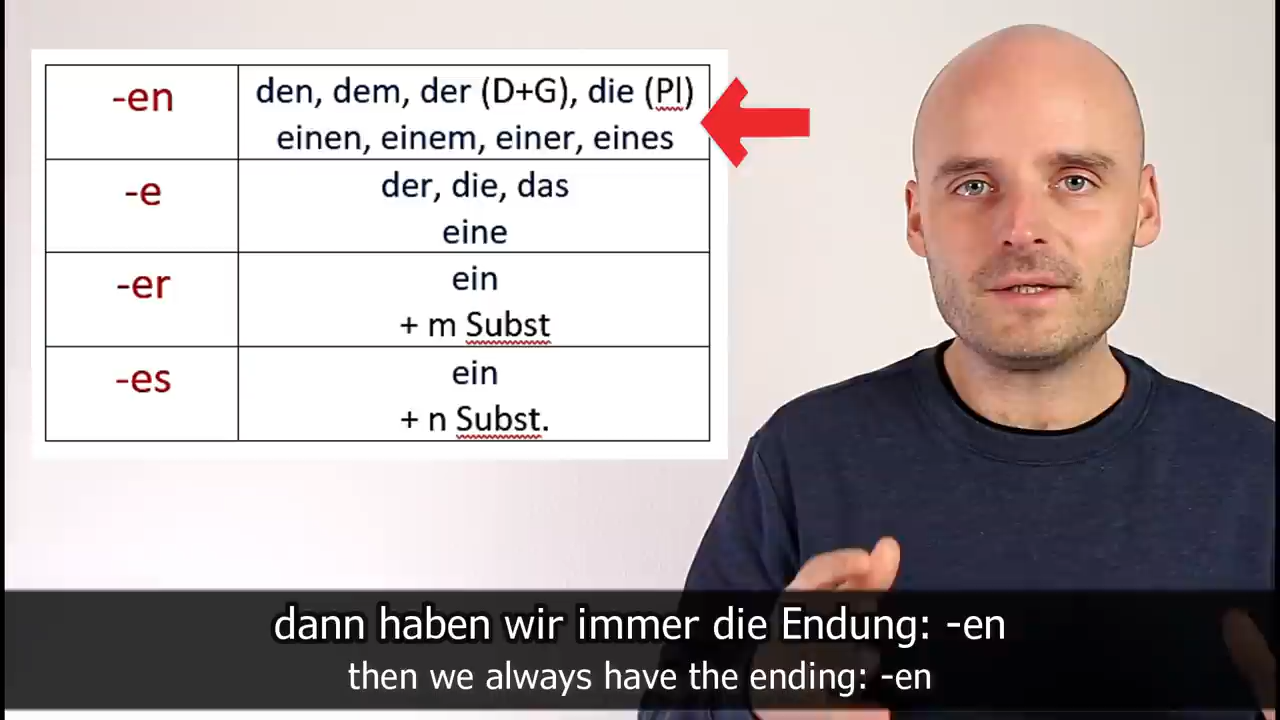 -en
den, dem, der (D+G), die (Pl)
einen, einem, einer, eines
-e
der, die, das
eine
-er
ein
+ m Subst
-es
ein
+ n Subst.
dann haben wir immer die Endung: -en
then we always have the ending: -en